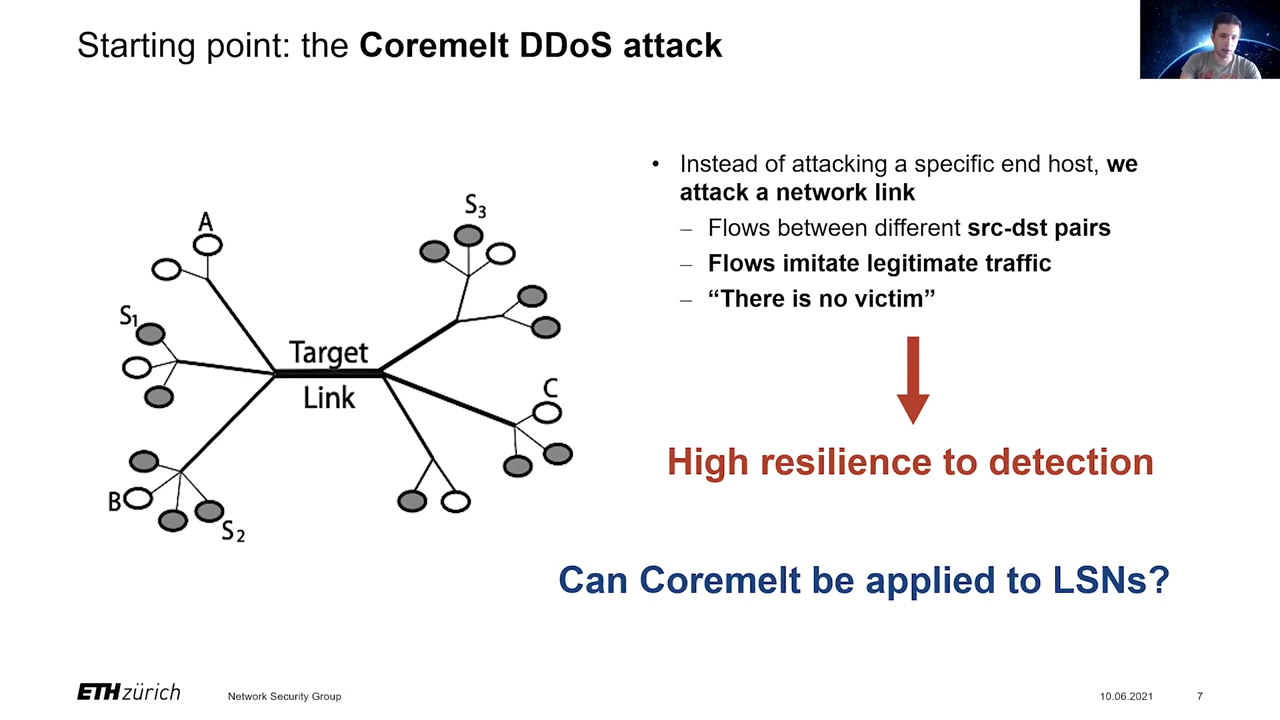 Starting point: the Coremelt DDoS attack
• Instead of attacking a specific end host, we
attack a network link
– Flows between different src-dst pairs
– Flows imitate legitimate traffic
– “There is no victim”
A
S3
S1
Target
Link
C
B
S2
High resilience to detection
Can Coremelt be applied to LSNs?
ETH zürich
Network Security Group
10.06.2021
7